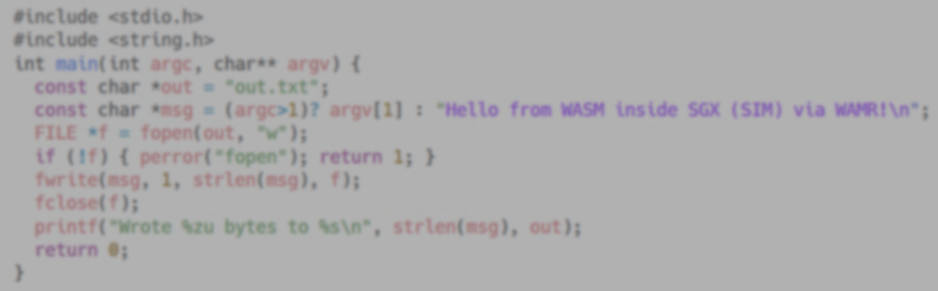 #include <stdio.h>
#include <string.h>
int main(int argc, char** argv) {
  const char *out = "out.txt";
  const char *msg = (argc>1)? argv[1] : "Hello from WASM inside SGX (SIM) via WAMR!\n";
  FILE *f = fopen(out, "w");
  if (!f) { perror("fopen"); return 1; }
  fwrite(msg, 1, strlen(msg), f);
  fclose(f);
  printf("Wrote %zu bytes to %s\n", strlen(msg), out);
  return 0;
}